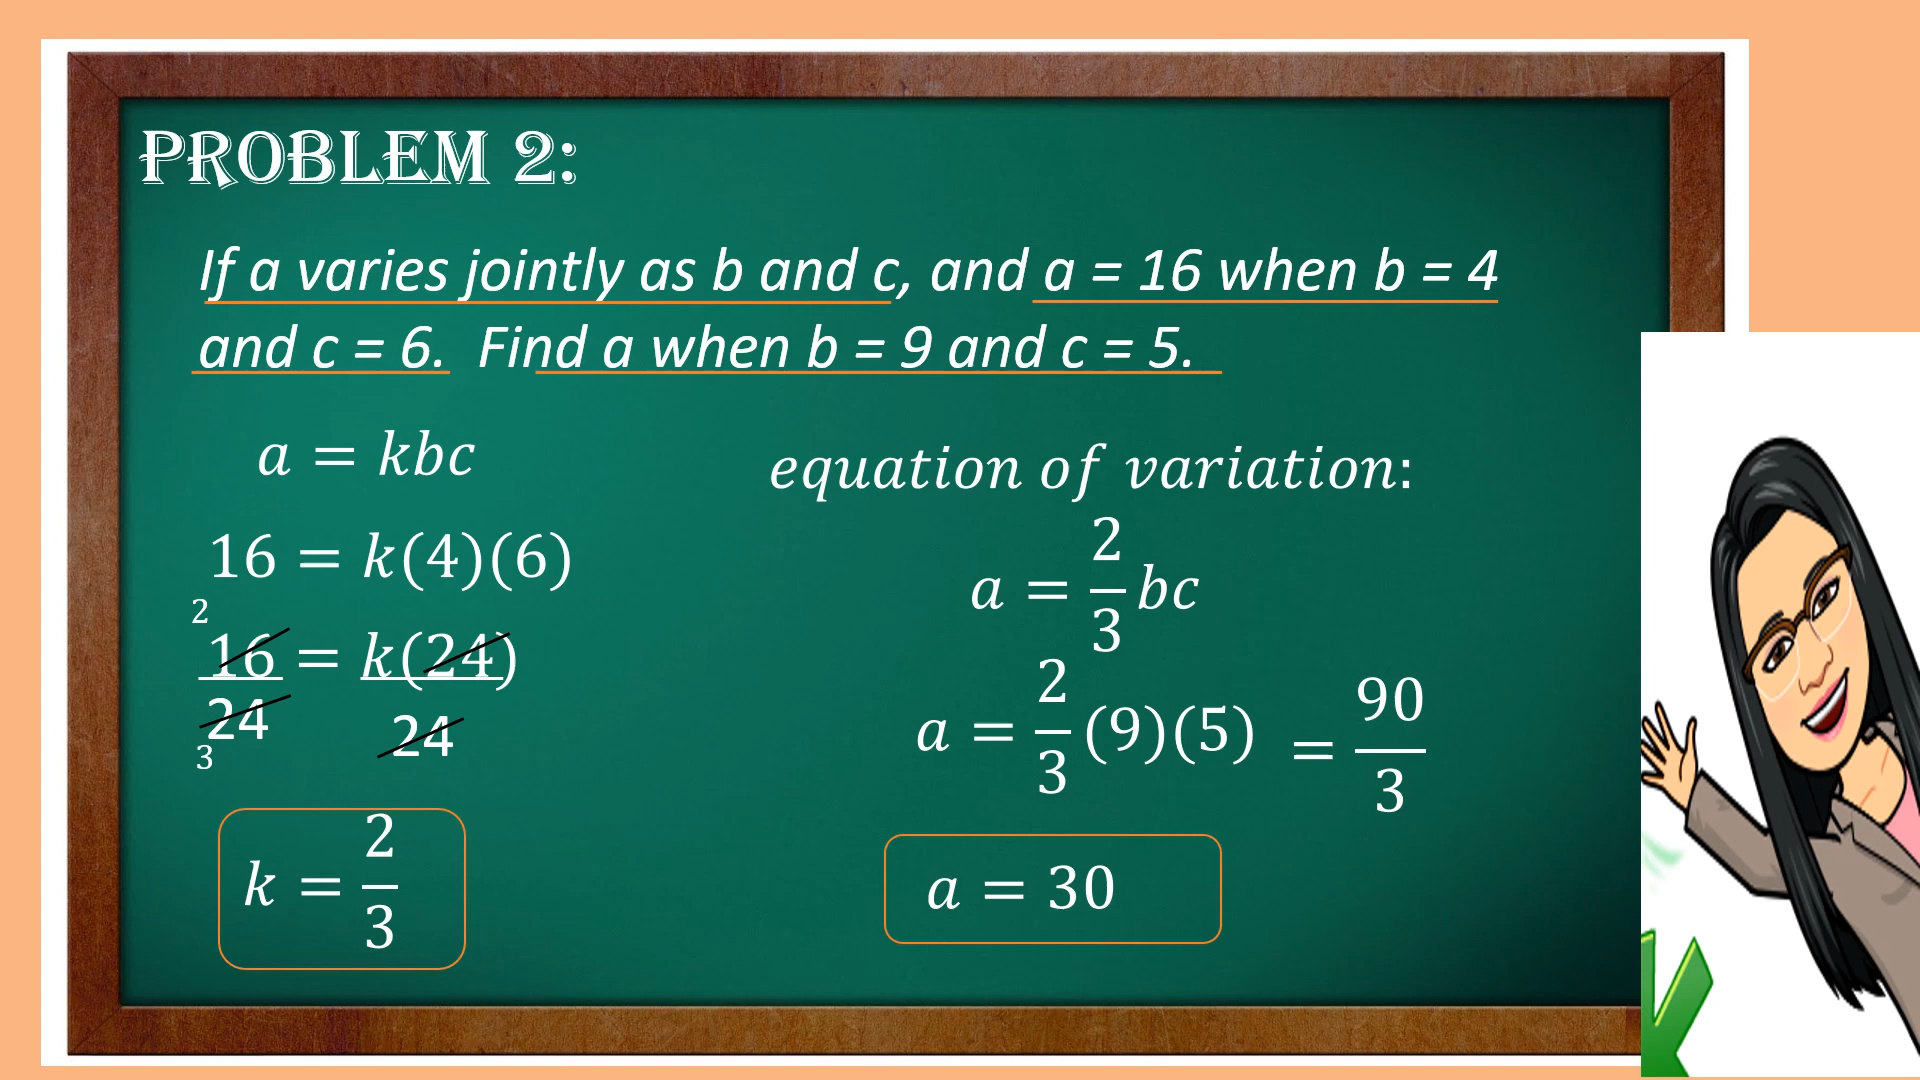 PROBLEM 2:
If a varies jointly as b and c, and a = 16 when b = 4
and c = 6. Find a when b = 9 and c = 5.
a = kbc
16 = k(4)(6)
2
16 = k(24)
24 24
3
k = 2/3
equation of variation:
a = 2/3 bc
a = 2/3 (9)(5) = 90/3
a = 30